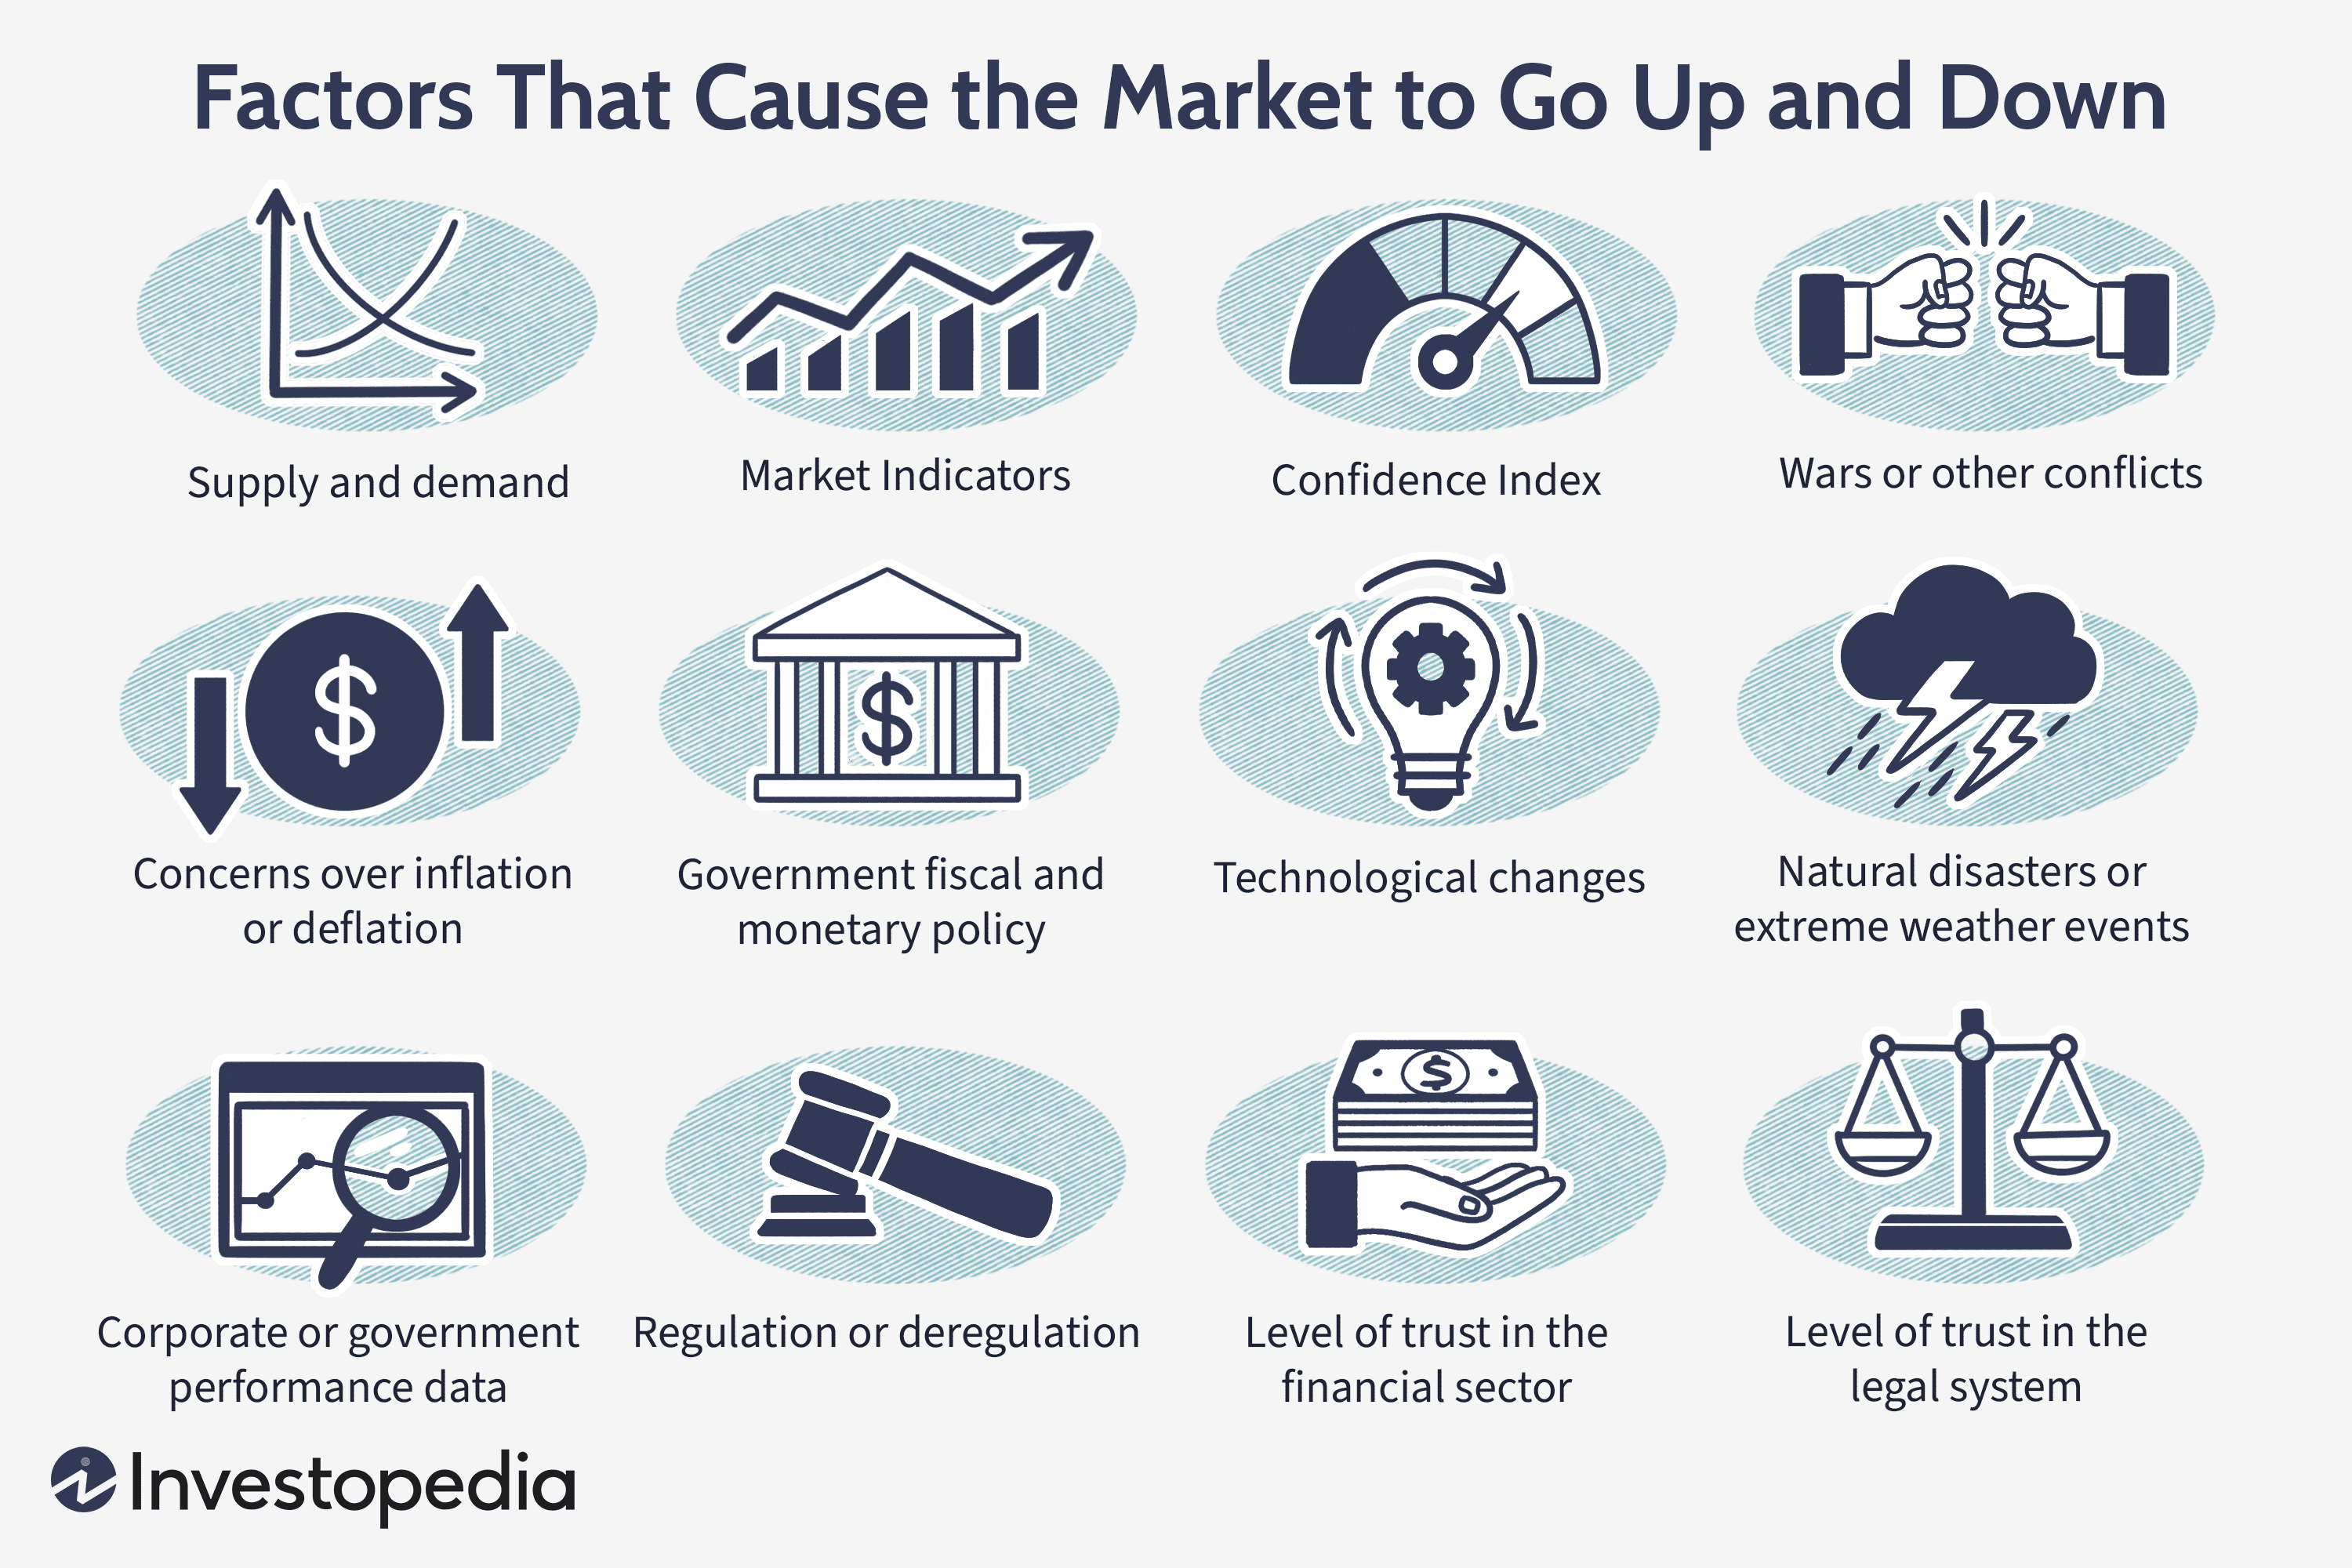 Factors That Cause the Market to Go Up and Down
Supply and demand
Market Indicators
Confidence Index
Wars or other conflicts
$
$
Concerns over inflation
or deflation
Government fiscal and
monetary policy
Technological changes
Natural disasters or
extreme weather events
$
Corporate or government
performance data
Regulation or deregulation
Level of trust in the
financial sector
Level of trust in the
legal system
Investopedia